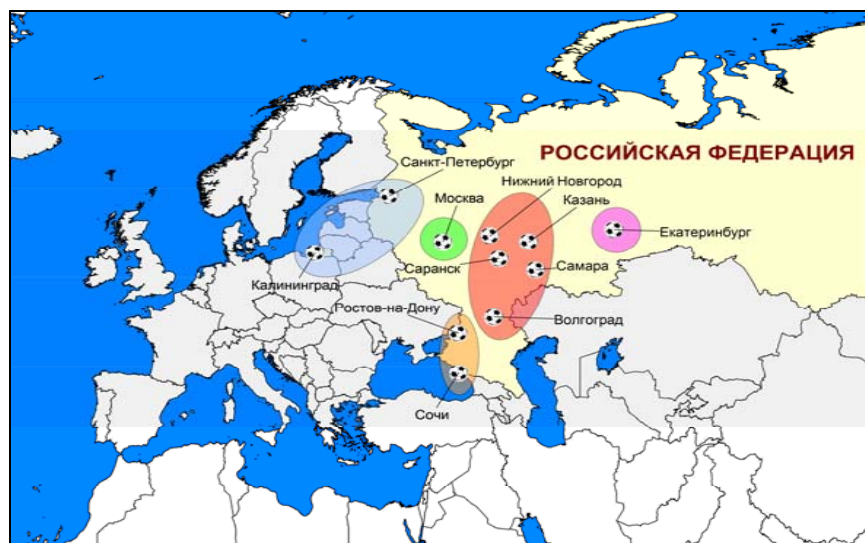 РОССИЙСКАЯ ФЕДЕРАЦИЯ
Санкт-Петербург
Нижний Новгород
Москва
Казань
Екатеринбург
Саранск
Самара
Калининград
Ростов-на-Дону
Волгоград
Сочи